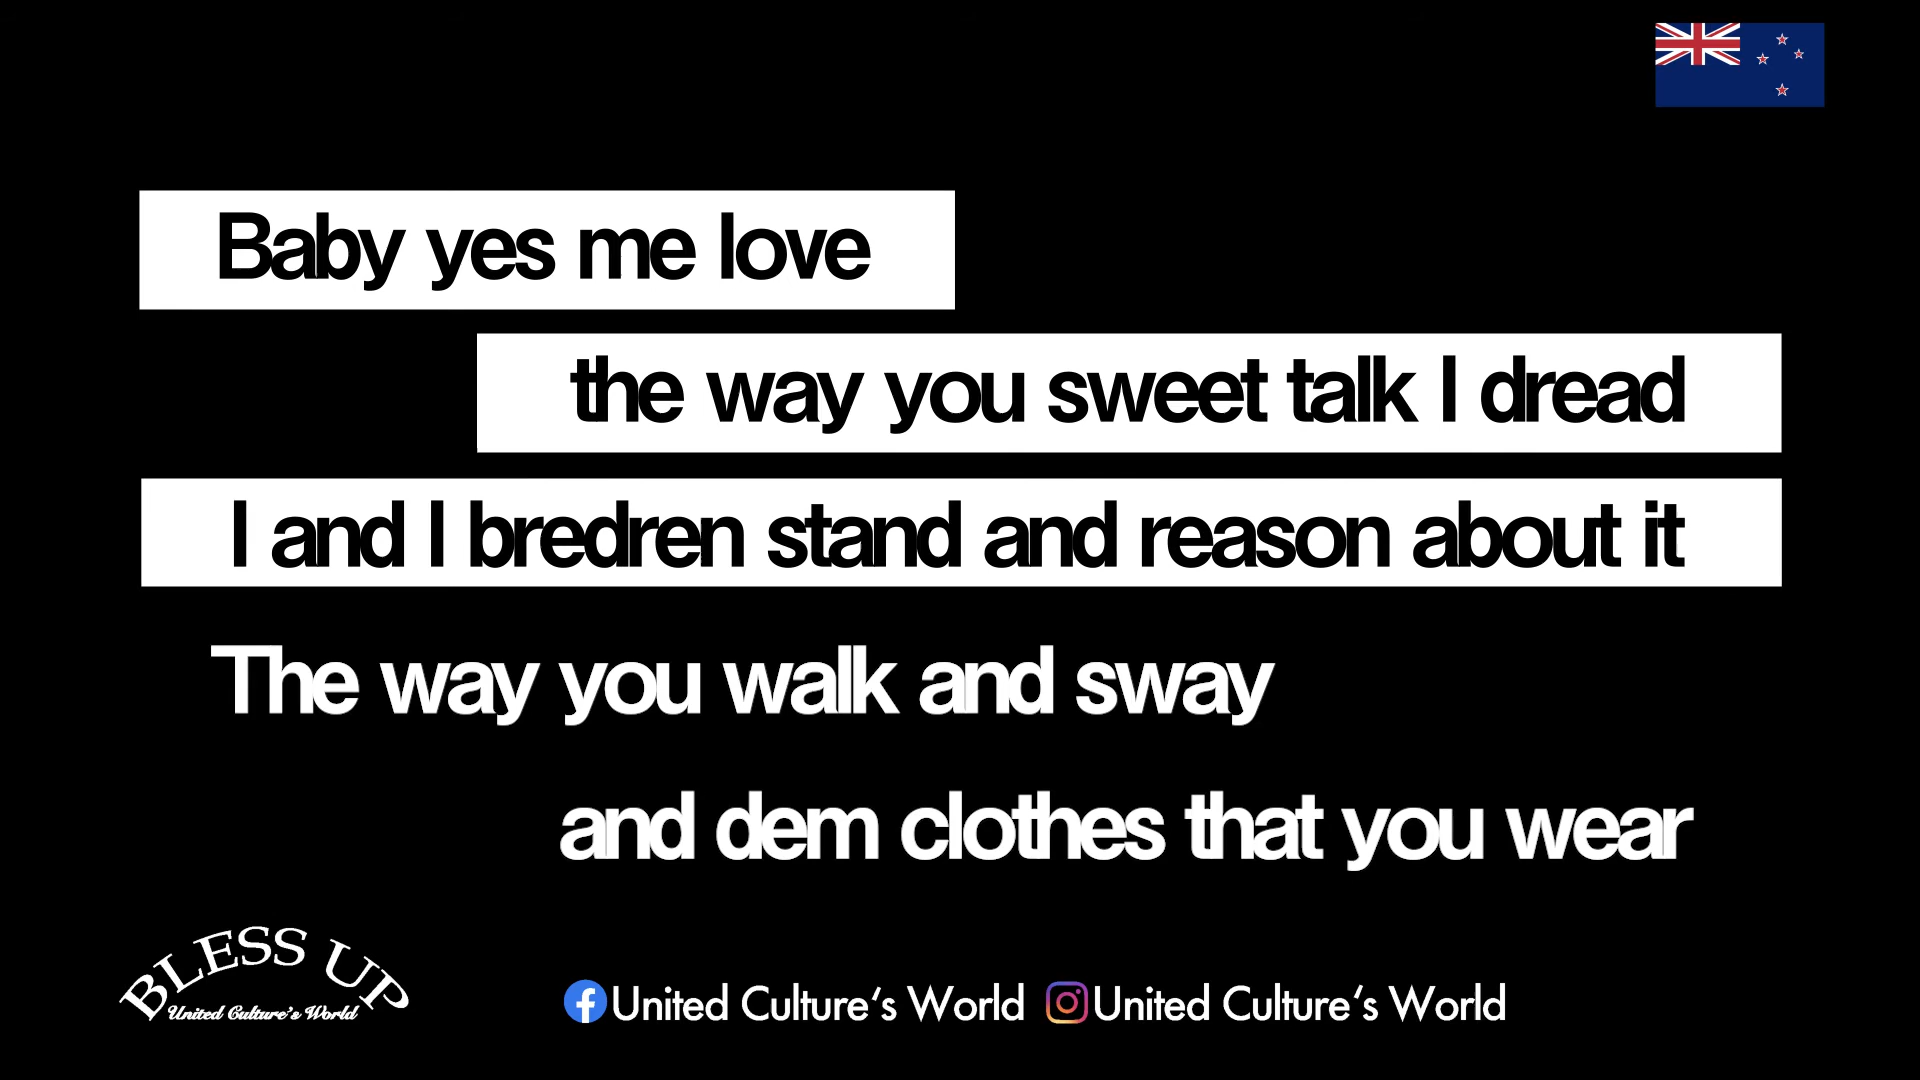 Baby yes me love
the way you sweet talk I dread
I and I bredren stand and reason about it
The way you walk and sway
and dem clothes that you wear
BLESS UP
United Culture's World
United Culture's World United Culture's World